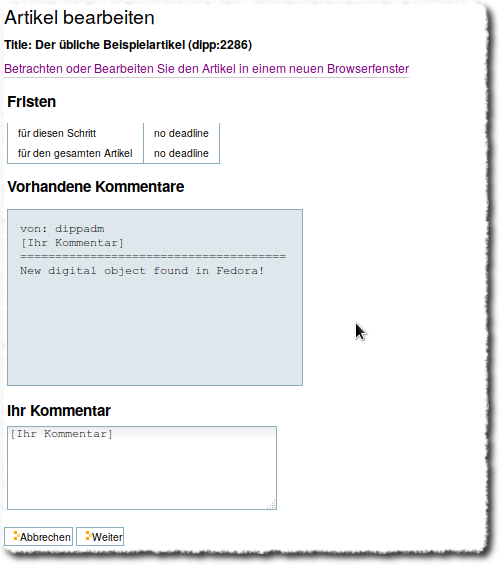 Artikel bearbeiten
Title: Der übliche Beispielartikel (dipp:2286)
Betrachten oder Bearbeiten Sie den Artikel in einem neuen Browserfenster
Fristen
für diesen Schritt no deadline
für den gesamten Artikel no deadline
Vorhandene Kommentare
von: dippadm
[Ihr Kommentar]
======================================
New digital object found in Fedora!
Ihr Kommentar
[Ihr Kommentar]
Abbrechen Weiter